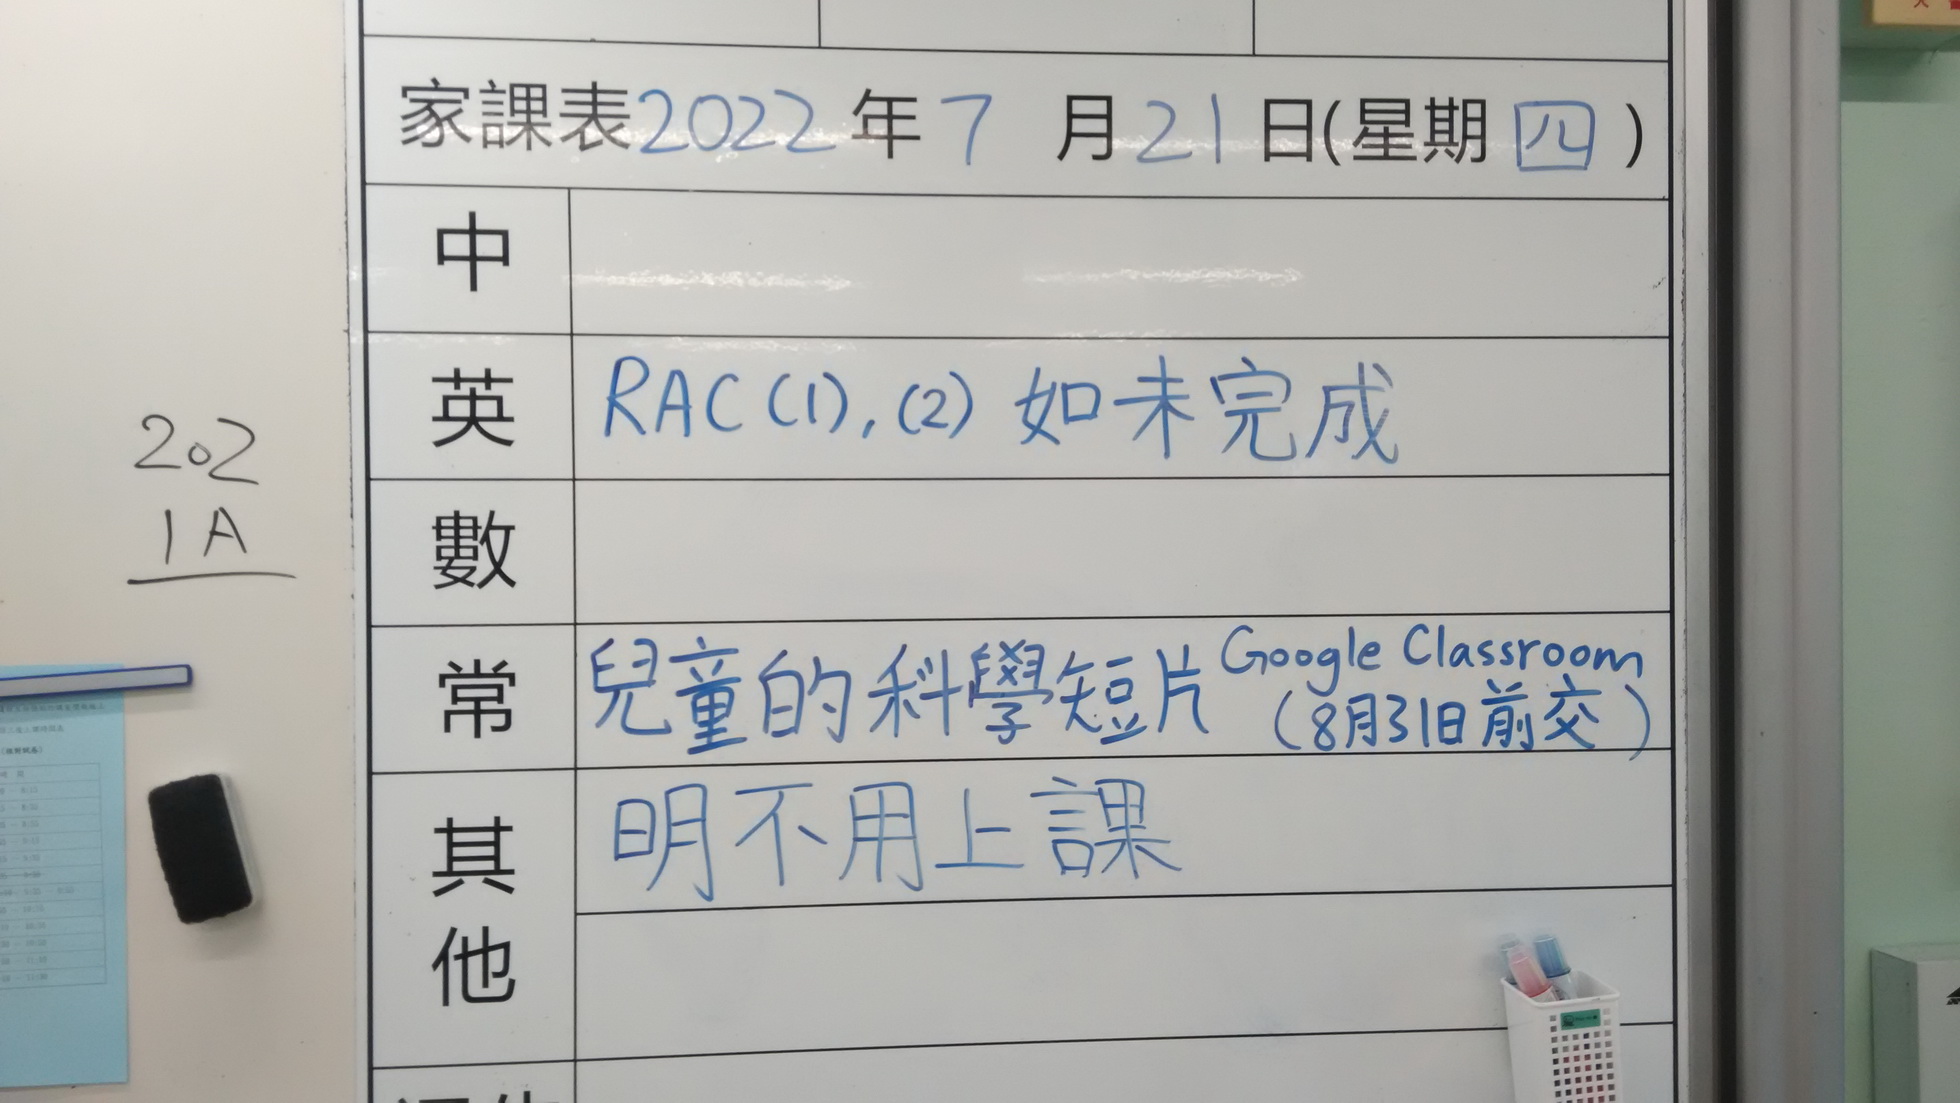 家課表2022年7月21日(星期四)
中
英 RAC(1),(2)如未完成
數
常 兒童的科學短片 Google Classroom
(8月31日前交)
其他 明不用上課
202
1A